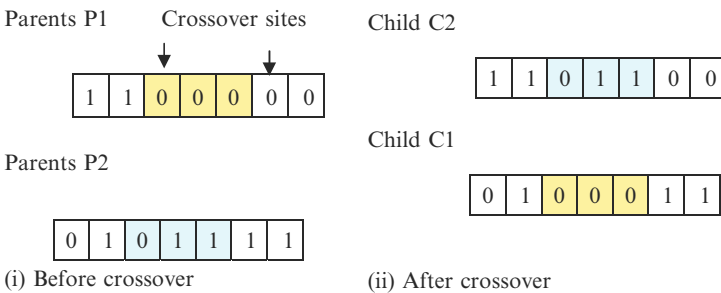 Parents P1 Crossover sites
1 1 0 0 0 0 0
Parents P2
0 1 0 1 1 1 1
(i) Before crossover
Child C2
1 1 0 1 1 0 0
Child C1
0 1 0 0 0 1 1
(ii) After crossover